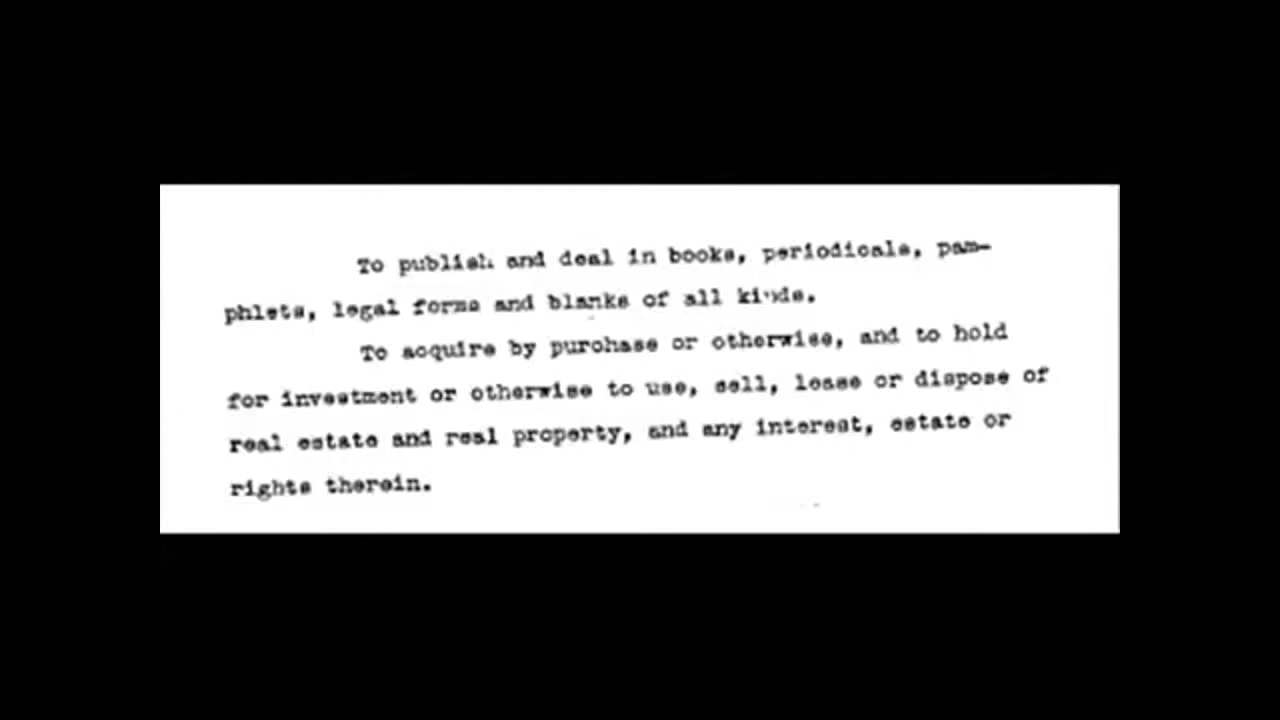 To publish and deal in books, periodicals, pam-
phlets, legal forms and blanks of all kinds.
To acquire by purchase or otherwise, and to hold
for investment or otherwise to use, sell, lease or dispose of
real estate and real property, and any interest, estate or
rights therein.